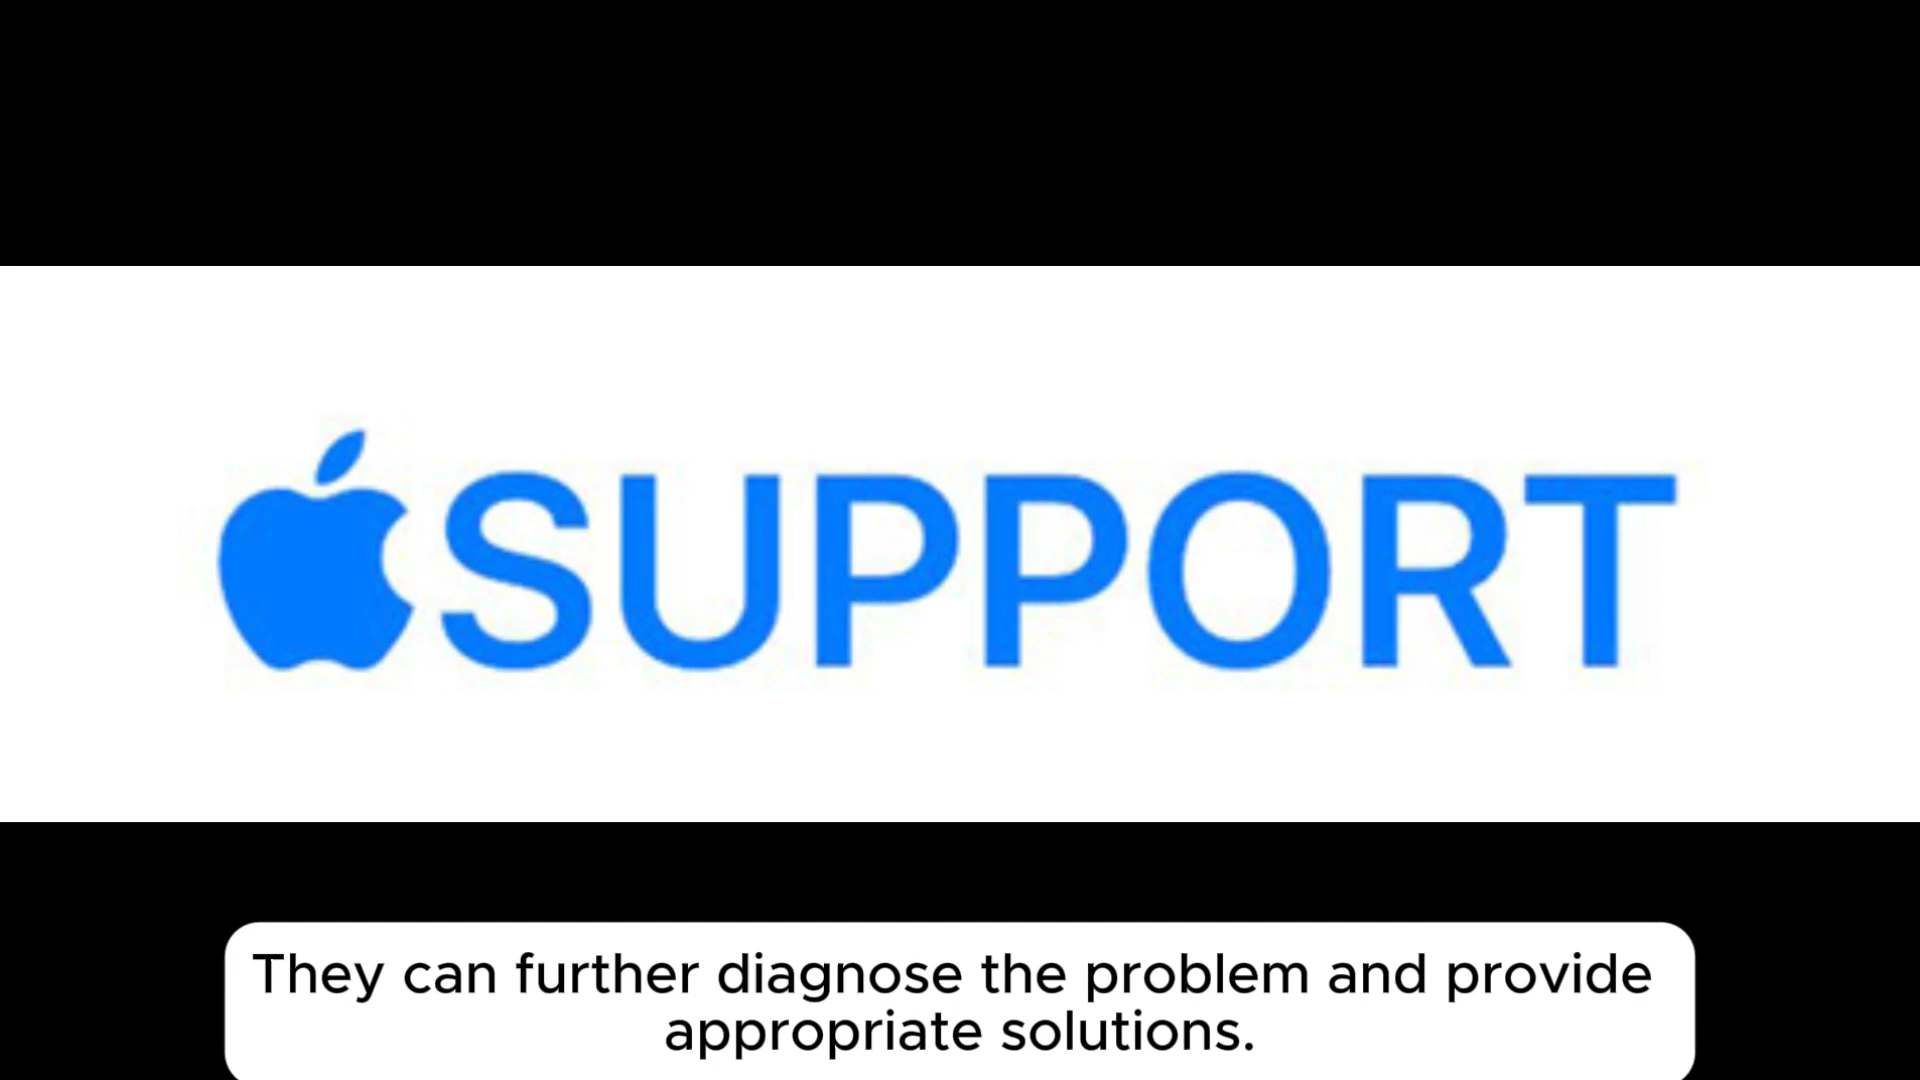 SUPPORT
They can further diagnose the problem and provide
appropriate solutions.